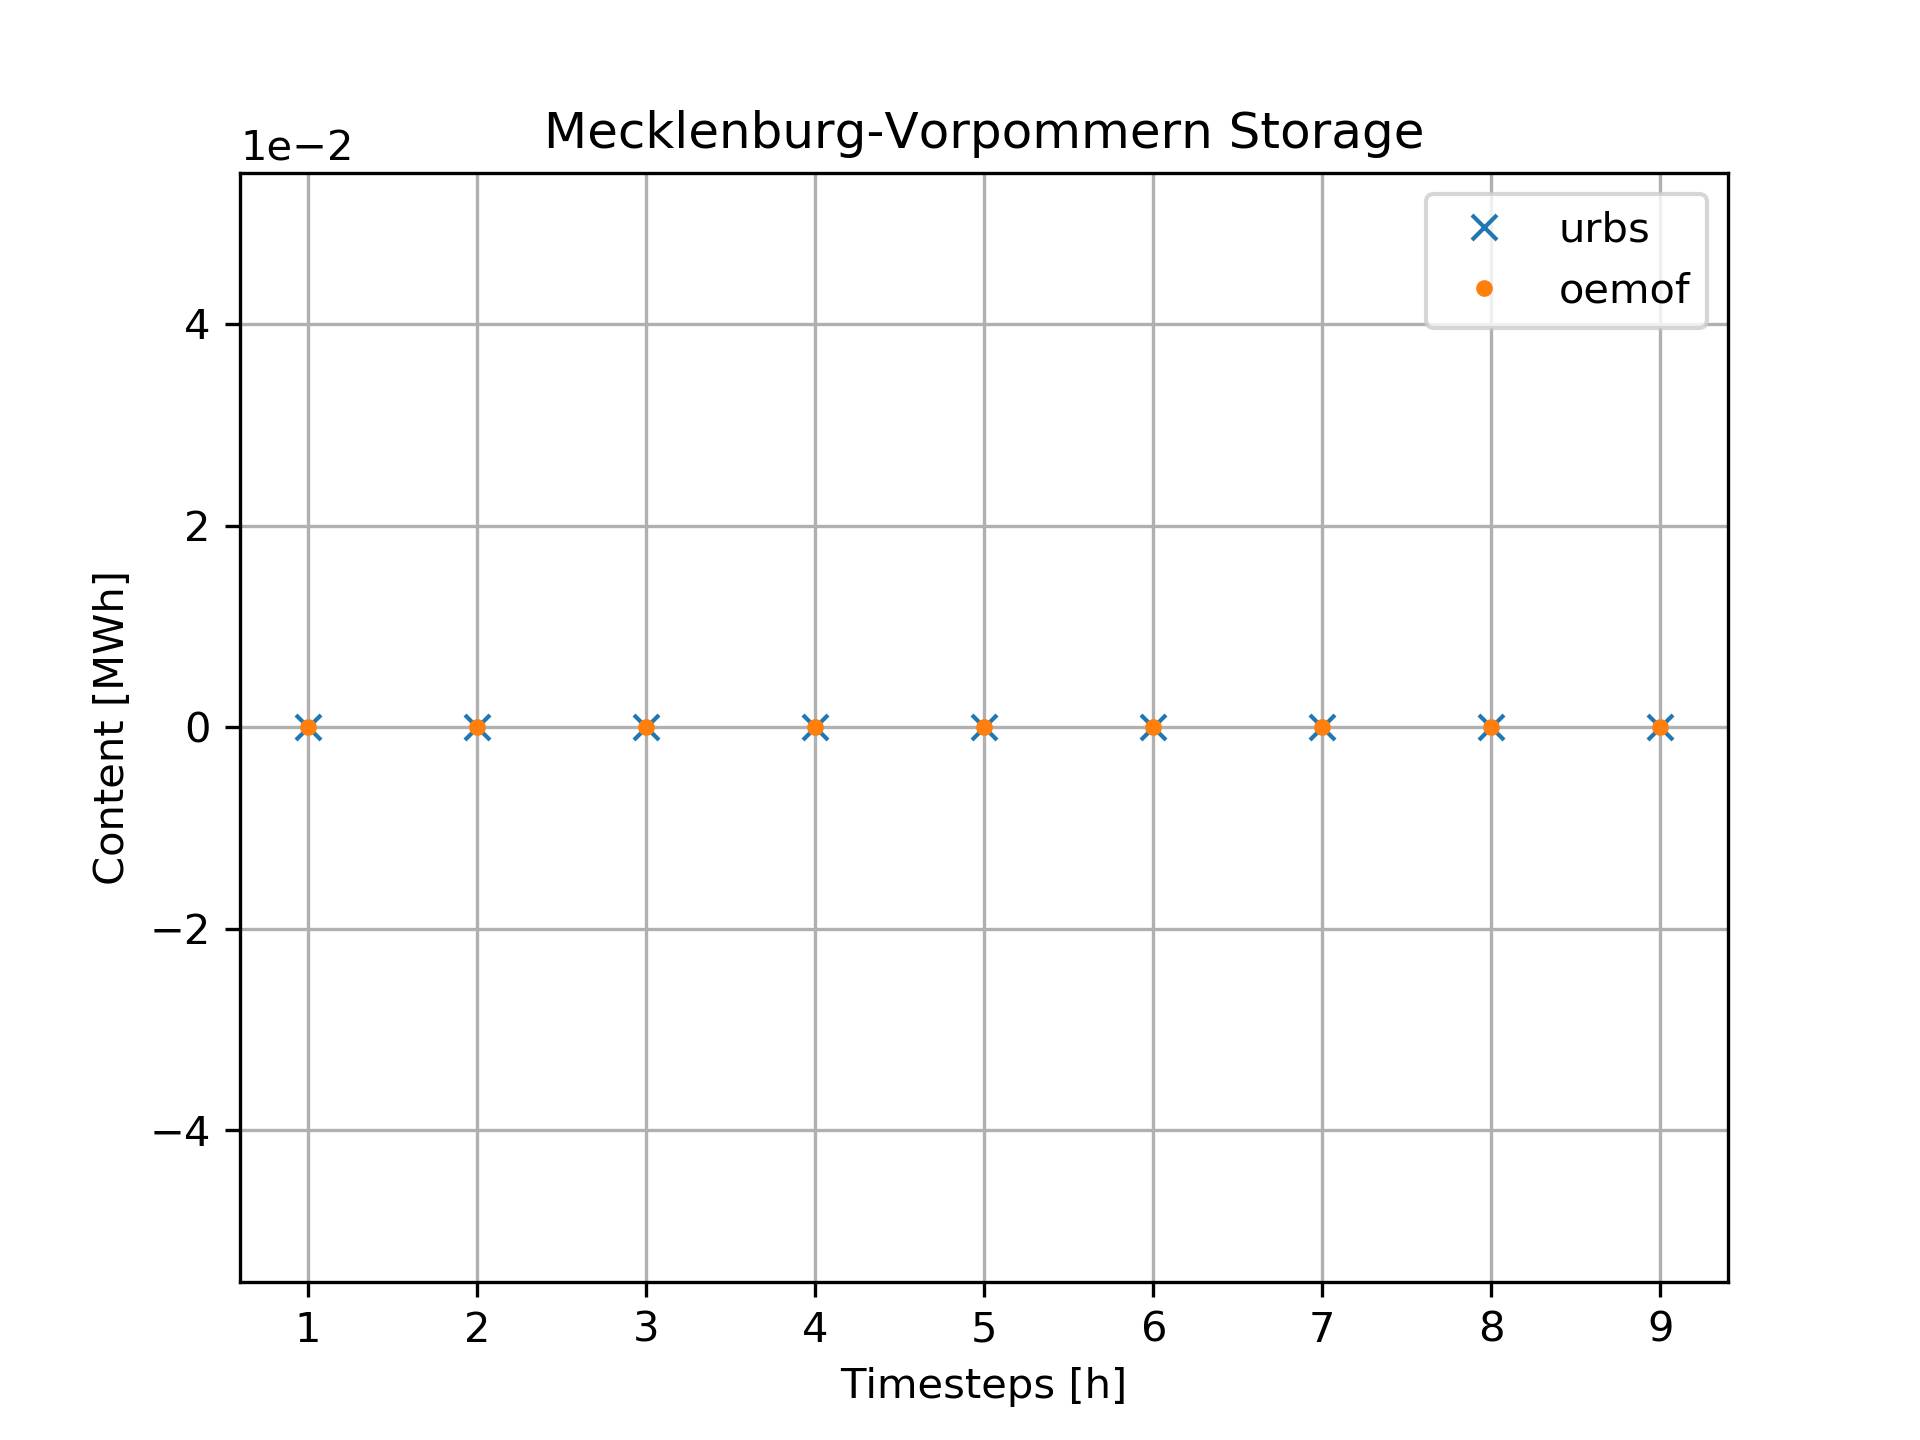 Mecklenburg-Vorpommern Storage
1e−2
urbs
oemof
4
2
0
−2
−4
Content [MWh]
1 2 3 4 5 6 7 8 9
Timesteps [h]